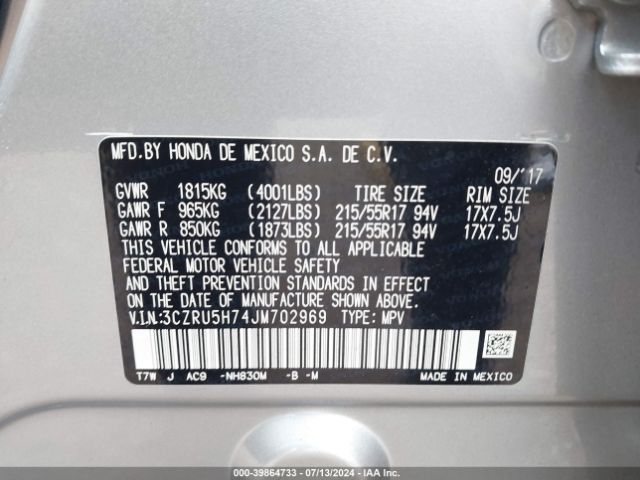 MFD.BY HONDA DE MEXICO S.A. DE C.V.
09/'17
GVWR 1815KG (4001LBS) TIRE SIZE RIM SIZE
GAWR F 965KG (2127LBS) 215/55R17 94V 17X7.5J
GAWR R 850KG (1873LBS) 215/55R17 94V 17X7.5J
THIS VEHICLE CONFORMS TO ALL APPLICABLE
FEDERAL MOTOR VEHICLE SAFETY
AND THEFT PREVENTION STANDARDS IN EFFECT
ON THE DATE OF MANUFACTURE SHOWN ABOVE.
V.I.N:3CZRU5H74JM702969 TYPE: MPV
T7W J AC9 -NH830M -B -M MADE IN MEXICO
000-39864733 - 07/13/2024 - IAA Inc.